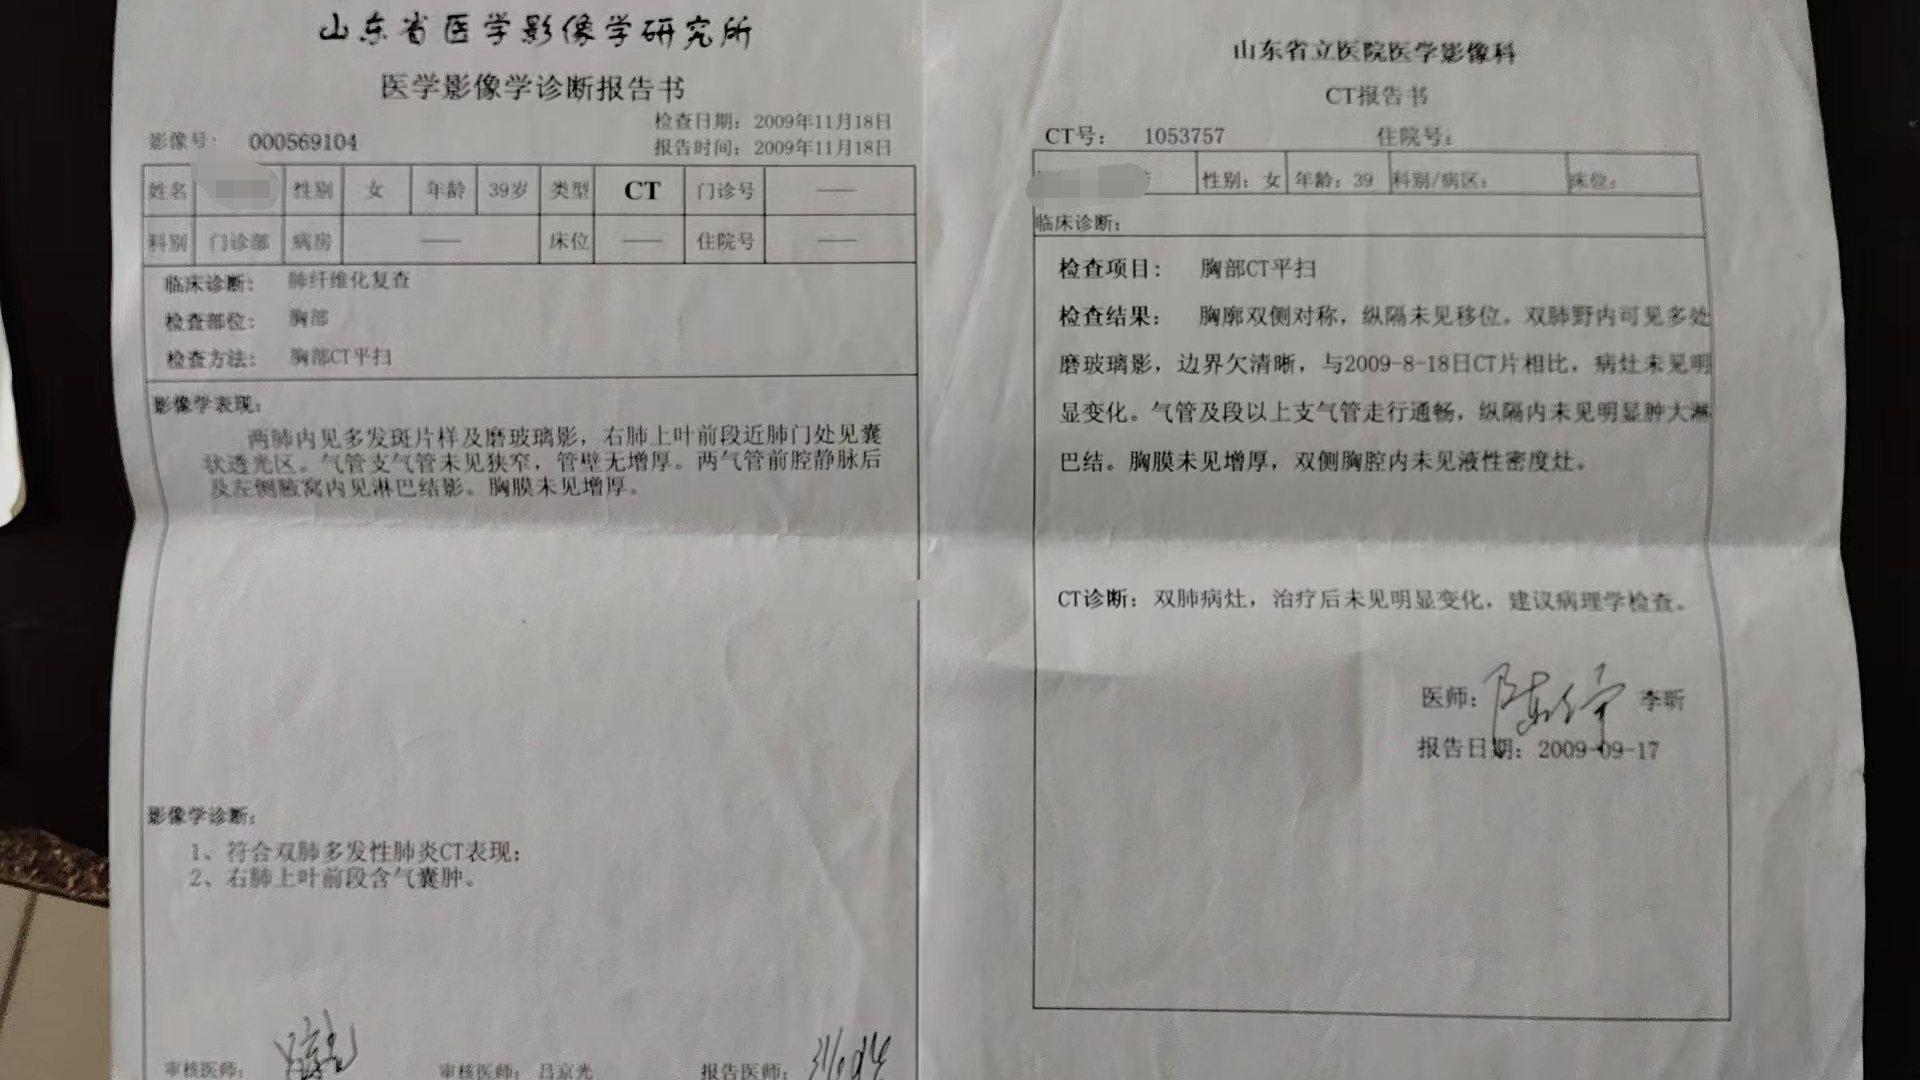 山东省医学影像学研究所
医学影像学诊断报告书
检查日期：2009年11月18日
影像号： 000569104
报告时间：2009年11月18日
姓名 性别 女 年龄 39岁 类型 CT 门诊号 ——
科别 门诊部 病房 —— 床位 —— 住院号 ——
临床诊断： 肺纤维化复查
检查部位： 胸部
检查方法： 胸部CT平扫
影像学表现：
两肺内见多发斑片样及磨玻璃影，右肺上叶前段近肺门处见囊
状透光区。气管支气管未见狭窄，管壁无增厚。两气管前腔静脉后
及左侧腋窝内见淋巴结影。胸膜未见增厚。
影像学诊断：
1、符合双肺多发性肺炎CT表现；
2、右肺上叶前段含气囊肿。
审核医师： 审核医师： 吕京光 报告医师：
山东省立医院医学影像科
CT报告书
CT号： 1053757 住院号：
性别：女 年龄：39 科别/病区： 床位：
临床诊断：
检查项目： 胸部CT平扫
检查结果： 胸廓双侧对称，纵隔未见移位。双肺野内可见多处
磨玻璃影，边界欠清晰，与2009-8-18日CT片相比，病灶未见明
显变化。气管及段以上支气管走行通畅，纵隔内未见明显肿大淋
巴结。胸膜未见增厚，双侧胸腔内未见液性密度灶。
CT诊断：双肺病灶，治疗后未见明显变化，建议病理学检查。
医师： 李昕
报告日期：2009-09-17